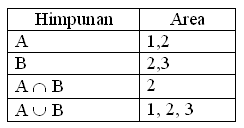 Himpunan Area
A 1,2
B 2,3
A ∩ B 2
A ∪ B 1, 2, 3